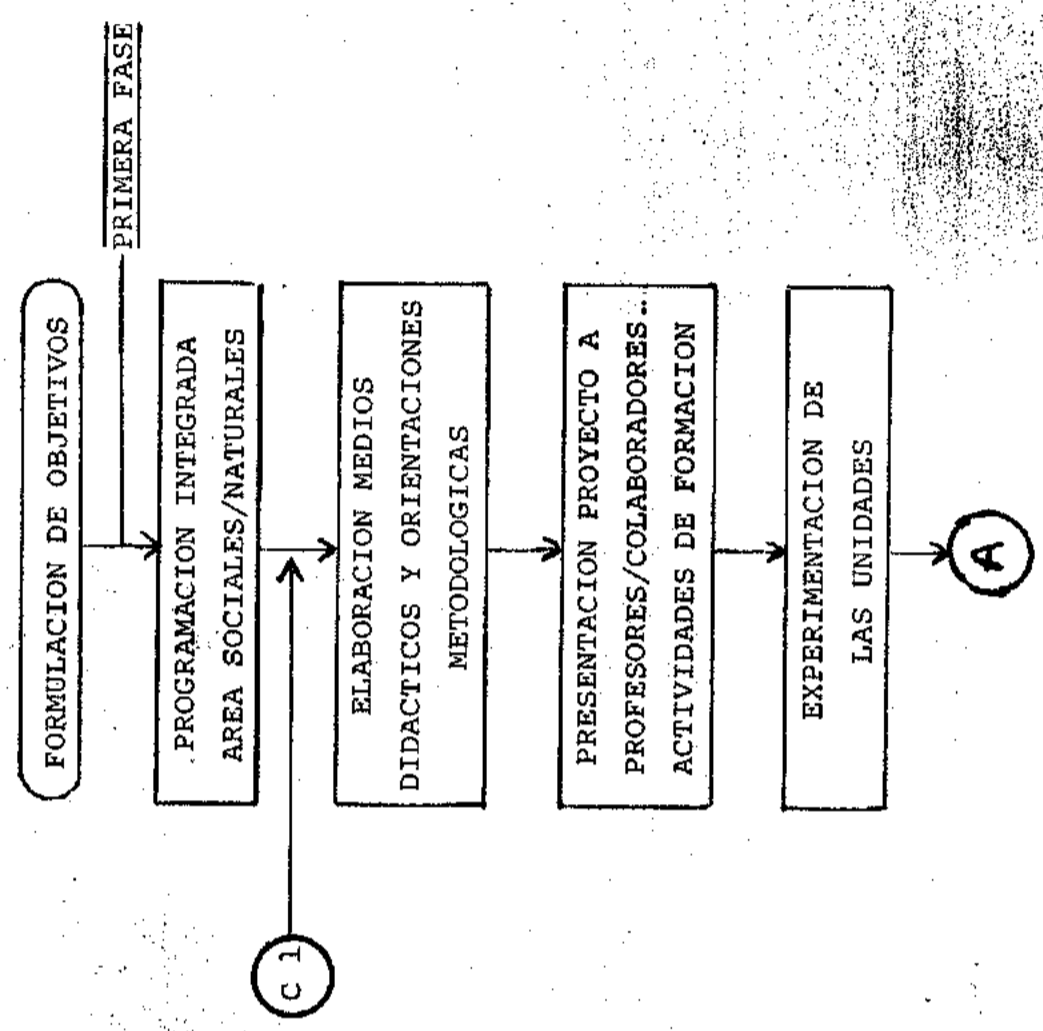 FORMULACION DE OBJETIVOS
PRIMERA FASE
PROGRAMACION INTEGRADA
AREA SOCIALES/NATURALES
C 1
ELABORACION MEDIOS
DIDACTICOS Y ORIENTACIONES
METODOLOGICAS
PRESENTACION PROYECTO A
PROFESORES/COLABORADORES..
ACTIVIDADES DE FORMACION
EXPERIMENTACION DE
LAS UNIDADES
A